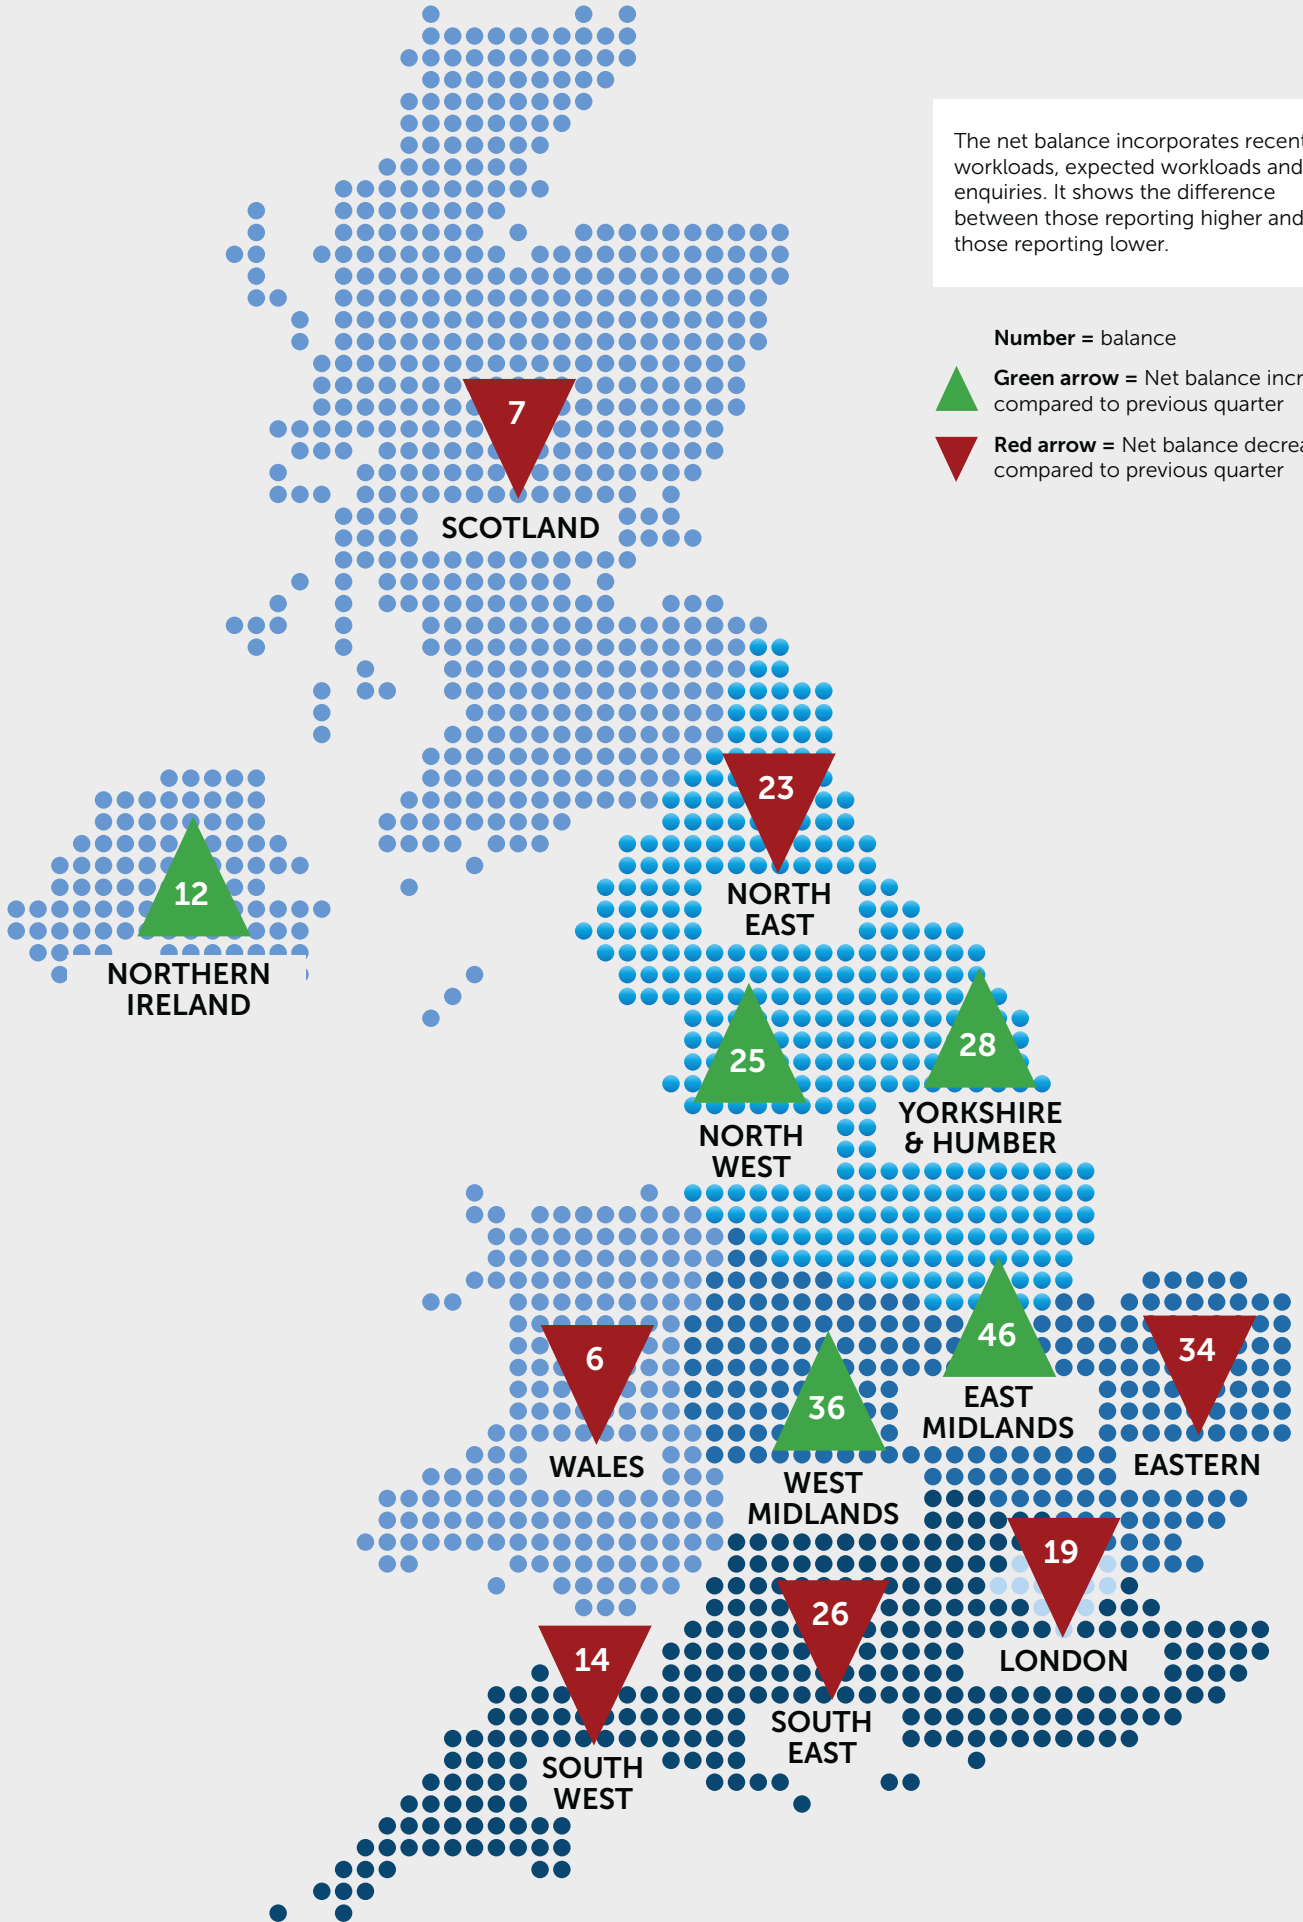 The net balance incorporates recent
workloads, expected workloads and
enquiries. It shows the difference
between those reporting higher and
those reporting lower.
Number = balance
Green arrow = Net balance incr
compared to previous quarter
Red arrow = Net balance decrea
compared to previous quarter
7
SCOTLAND
23
NORTH
EAST
12
NORTHERN
IRELAND
25
NORTH
WEST
28
YORKSHIRE
& HUMBER
6
WALES
36
WEST
MIDLANDS
46
EAST
MIDLANDS
34
EASTERN
19
LONDON
26
SOUTH
EAST
14
SOUTH
WEST